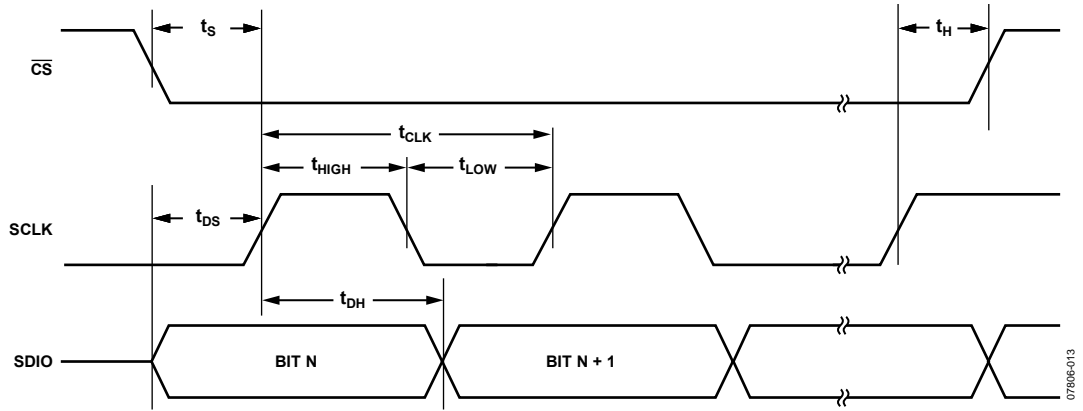 tS
tH
CS
tCLK
tHIGH
tLOW
tDS
SCLK
tDH
SDIO
BIT N
BIT N + 1
07806-013